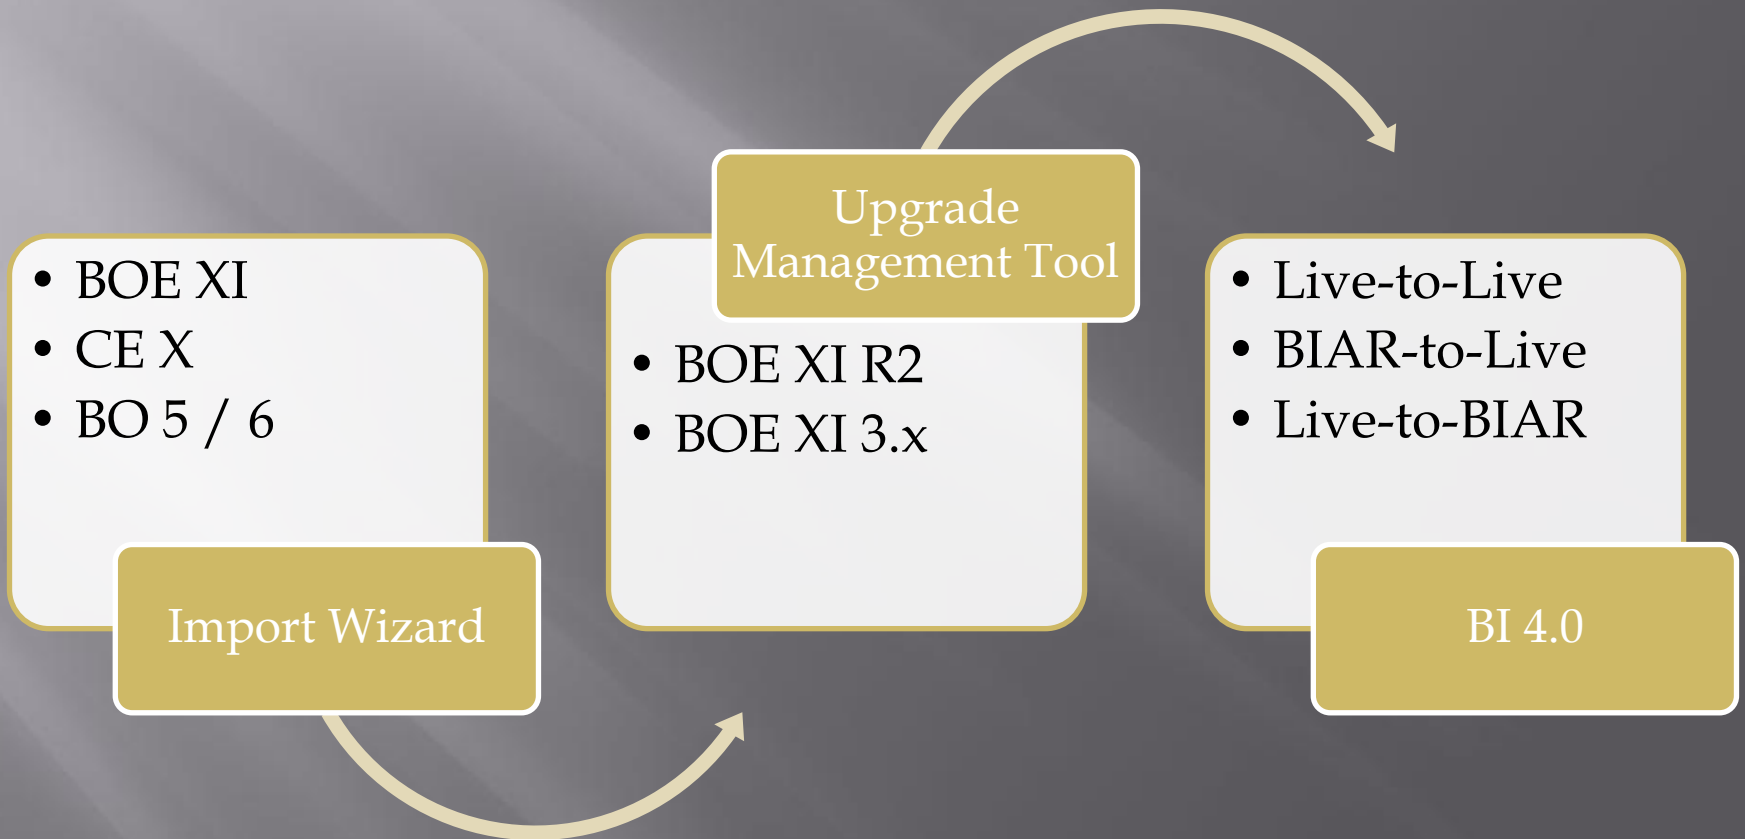 • BOE XI
• CE X
• BO 5 / 6
Import Wizard
Upgrade
Management Tool
• BOE XI R2
• BOE XI 3.x
• Live-to-Live
• BIAR-to-Live
• Live-to-BIAR
BI 4.0